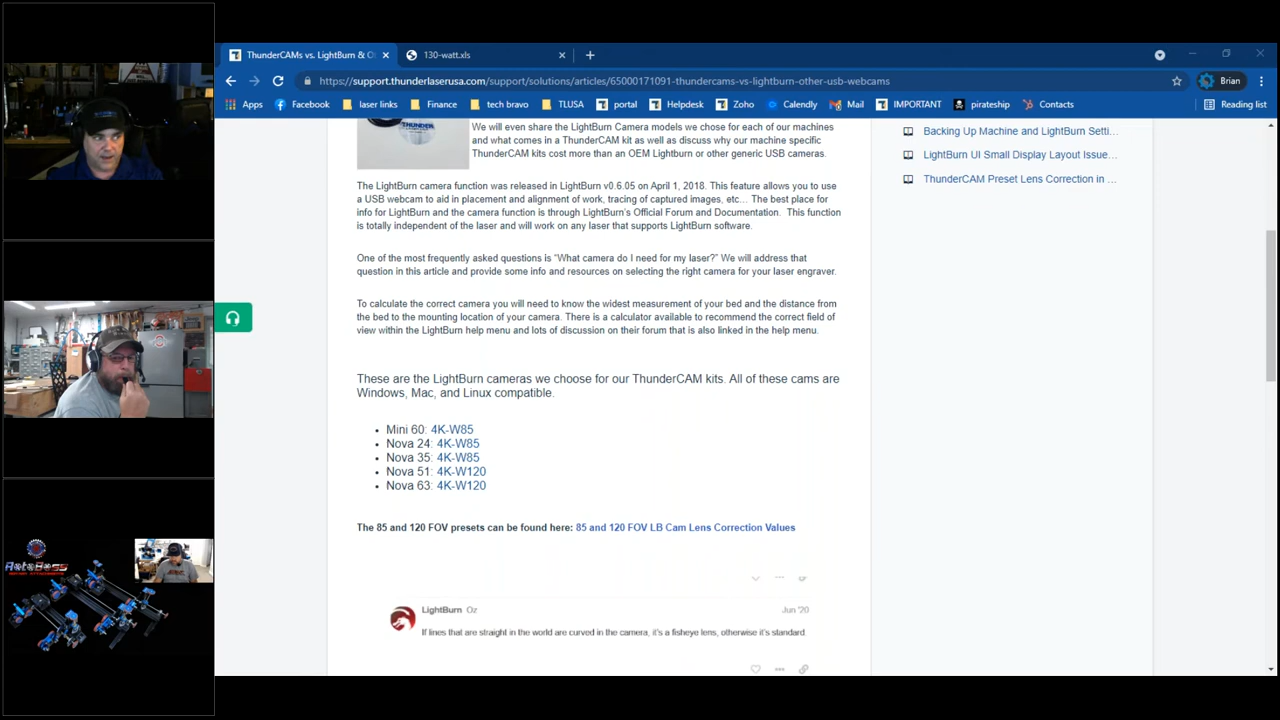 ThunderCAMs vs. LightBurn & O
130-watt.xls
https://support.thunderlaserusa.com/support/solutions/articles/65000171091-thundercams-vs-lightburn-other-usb-webcams
Brian
Apps Facebook laser links Finance tech bravo TLUSA portal Helpdesk Zoho Calendly Mail IMPORTANT pirateship Contacts Reading list
THUNDER
We will even share the LightBurn Camera models we chose for each of our machines
and what comes in a ThunderCAM kit as well as discuss why our machine specific
ThunderCAM kits cost more than an OEM Lightburn or other generic USB cameras.
The LightBurn camera function was released in LightBurn v0.6.05 on April 1, 2018. This feature allows you to use
a USB webcam to aid in placement and alignment of work, tracing of captured images, etc... The best place for
info for LightBurn and the camera function is through LightBurn's Official Forum and Documentation. This function
is totally independent of the laser and will work on any laser that supports LightBurn software.
One of the most frequently asked questions is "What camera do I need for my laser?" We will address that
question in this article and provide some info and resources on selecting the right camera for your laser engraver.
To calculate the correct camera you will need to know the widest measurement of your bed and the distance from
the bed to the mounting location of your camera. There is a calculator available to recommend the correct field of
view within the LightBurn help menu and lots of discussion on their forum that is also linked in the help menu.
These are the LightBurn cameras we choose for our ThunderCAM kits. All of these cams are
Windows, Mac, and Linux compatible.
Mini 60: 4K-W85
Nova 24: 4K-W85
Nova 35: 4K-W85
Nova 51: 4K-W120
Nova 63: 4K-W120
The 85 and 120 FOV presets can be found here: 85 and 120 FOV LB Cam Lens Correction Values
LightBurn Oz Jun '20
If lines that are straight in the world are curved in the camera, it's a fisheye lens, otherwise it's standard.
Backing Up Machine and LightBurn Setti...
LightBurn UI Small Display Layout Issue...
ThunderCAM Preset Lens Correction in ...
RotoBoss